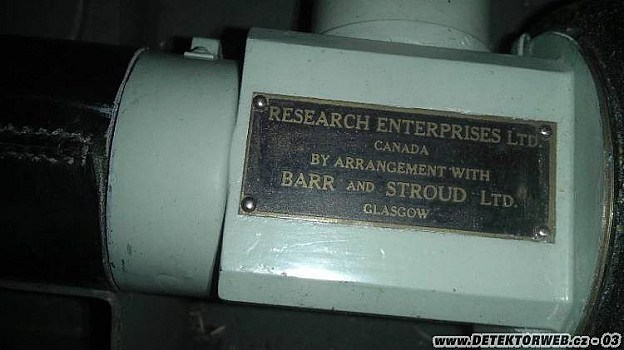 RESEARCH ENTERPRISES LTD.
CANADA
BY ARRANGEMENT WITH
BARR AND STROUD LTD.
GLASGOW
www.DETEKTORWEB.cz - 03